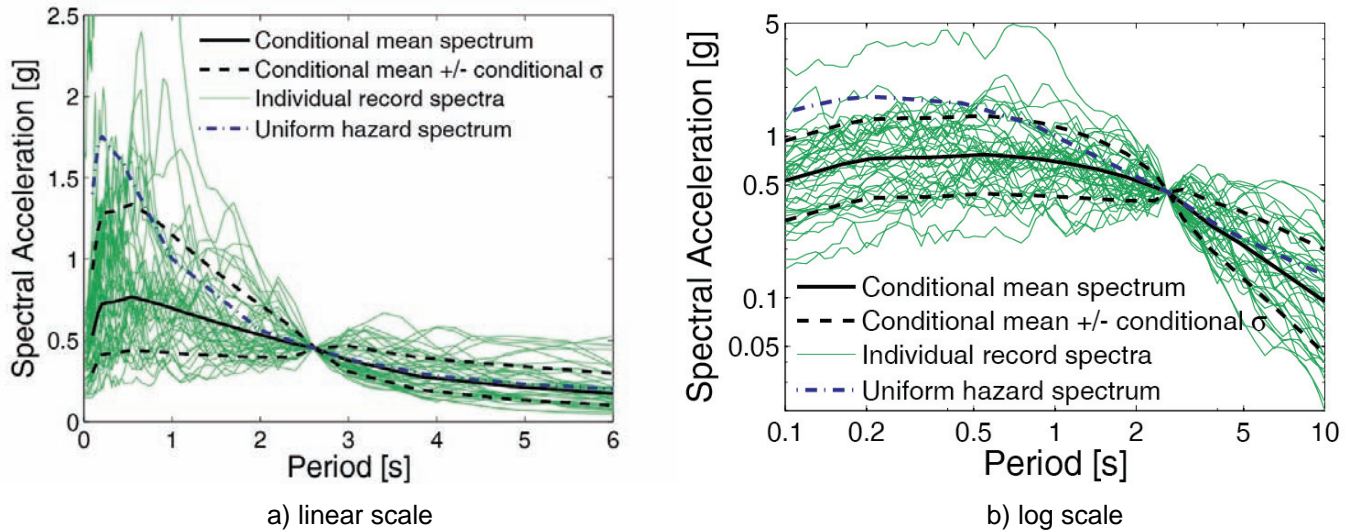 2.5
2
1.5
1
0.5
0
Spectral Acceleration [g]
Conditional mean spectrum
Conditional mean +/- conditional σ
Individual record spectra
Uniform hazard spectrum
0 1 2 3 4 5 6
Period [s]
a) linear scale
5
1
0.5
0.1
0.05
Spectral Acceleration [g]
Conditional mean spectrum
Conditional mean +/- conditional σ
Individual record spectra
Uniform hazard spectrum
0.1 0.2 0.5 1 2 5 10
Period [s]
b) log scale